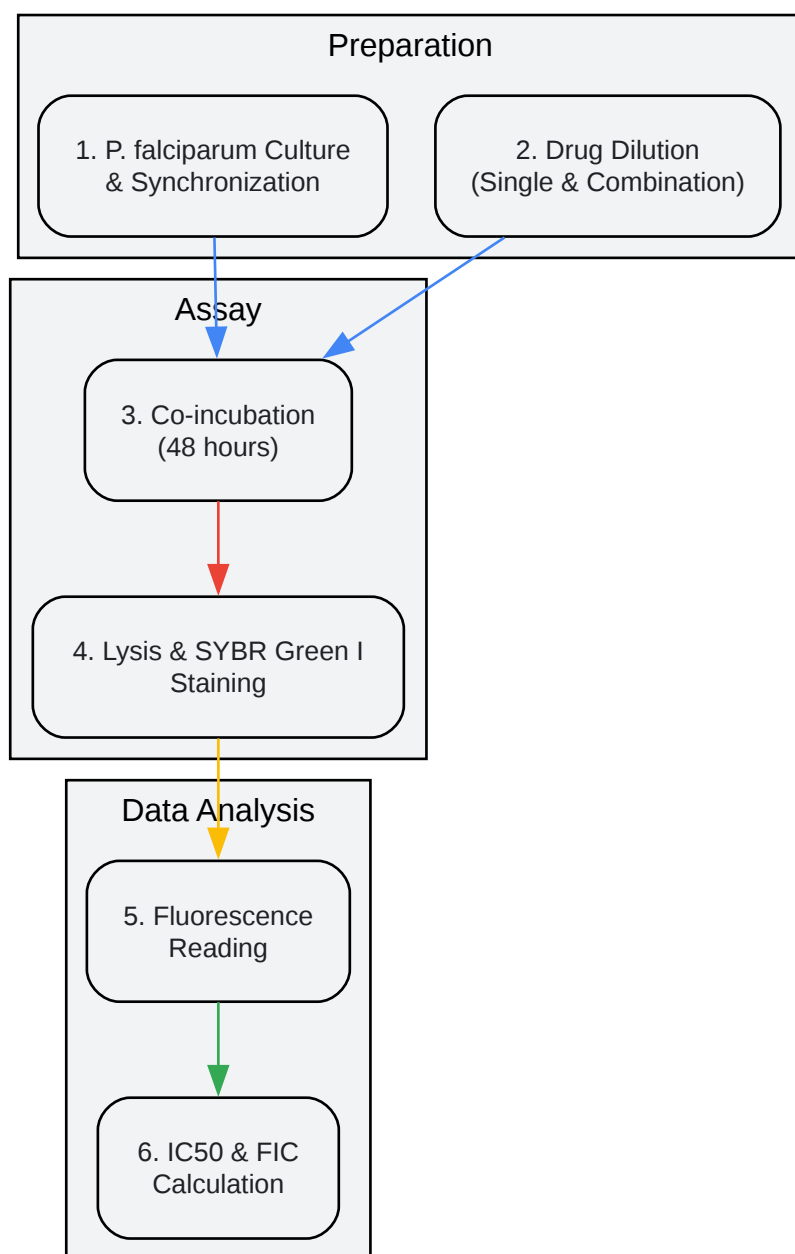 Preparation
1. P. falciparum Culture
& Synchronization
2. Drug Dilution
(Single & Combination)
Assay
3. Co-incubation
(48 hours)
4. Lysis & SYBR Green I
Staining
Data Analysis
5. Fluorescence
Reading
6. IC50 & FIC
Calculation